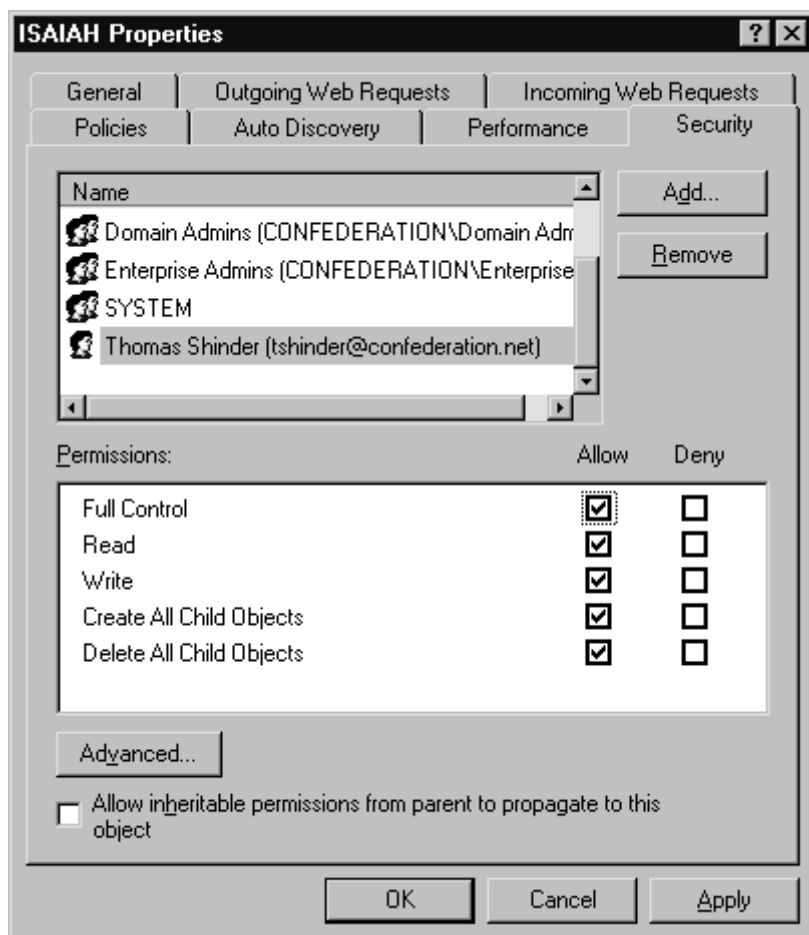 ISAIAH Properties
General Outgoing Web Requests Incoming Web Requests
Policies Auto Discovery Performance Security
Name
Add...
Domain Admins (CONFEDERATION\Domain Adm
Enterprise Admins (CONFEDERATION\Enterprise
Remove
SYSTEM
Thomas Shinder (tshinder@confederation.net)
Permissions: Allow Deny
Full Control
Read
Write
Create All Child Objects
Delete All Child Objects
Advanced...
Allow inheritable permissions from parent to propagate to this
object
OK Cancel Apply